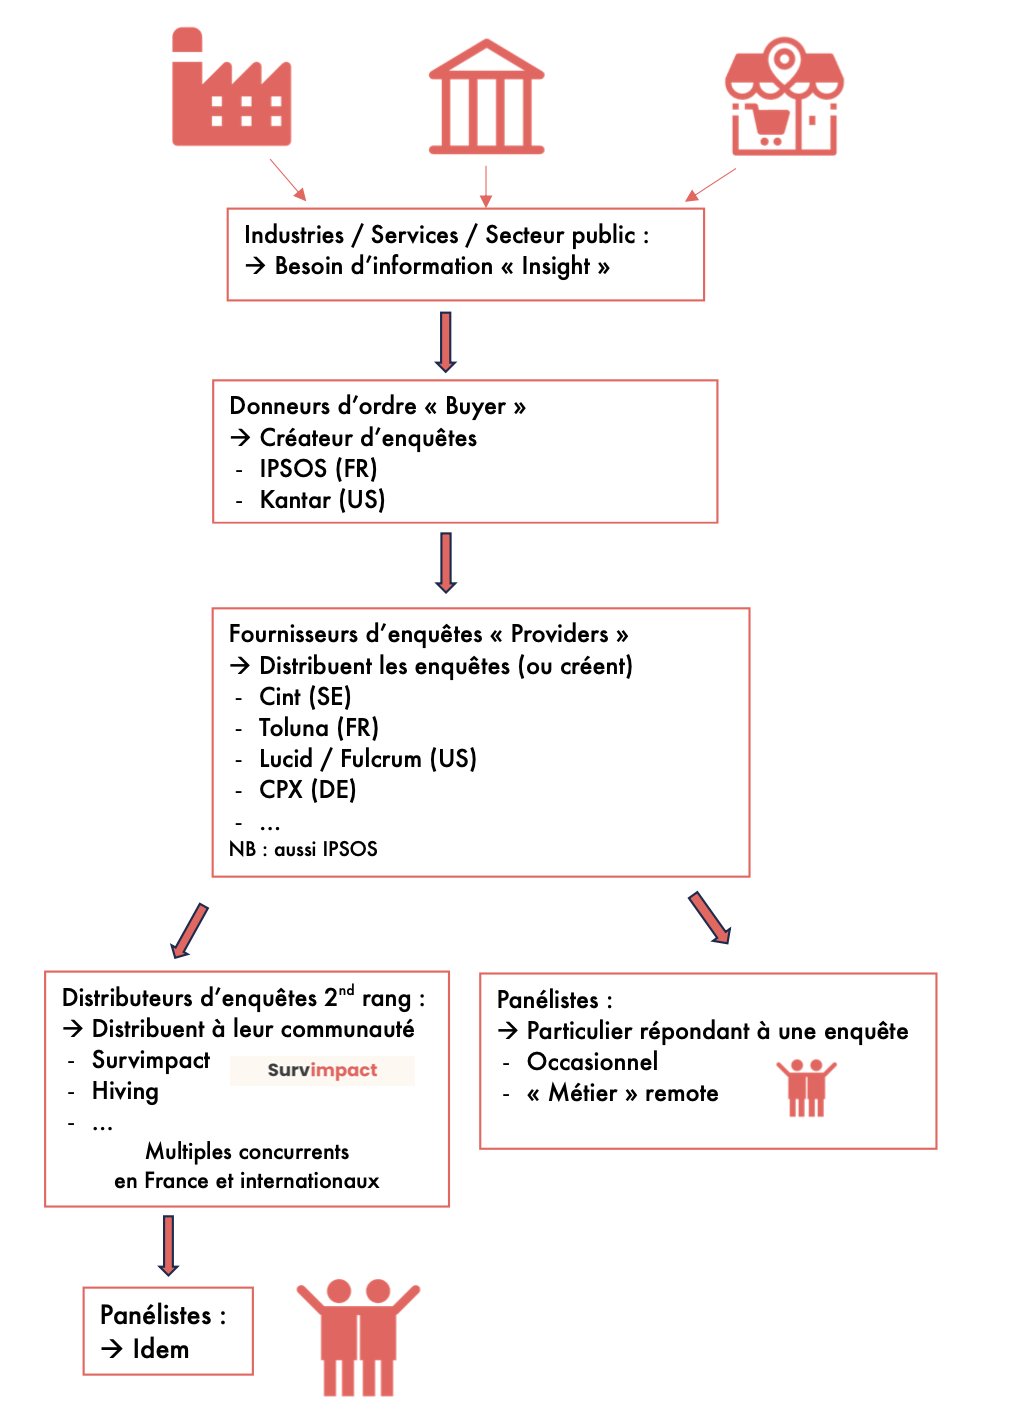 Industries / Services / Secteur public :
→ Besoin d’information « Insight »
Donneurs d’ordre « Buyer »
→ Créateur d’enquêtes
- IPSOS (FR)
- Kantar (US)
Fournisseurs d’enquêtes « Providers »
→ Distribuent les enquêtes (ou créent)
- Cint (SE)
- Toluna (FR)
- Lucid / Fulcrum (US)
- CPX (DE)
- ...
NB : aussi IPSOS
Distributeurs d’enquêtes 2nd rang :
→ Distribuent à leur communauté
- Survimpact
Survimpact
- Hiving
- ...
Multiples concurrents
en France et internationaux
Panélistes :
→ Particulier répondant à une enquête
- Occasionnel
- « Métier » remote
Panélistes :
→ Idem